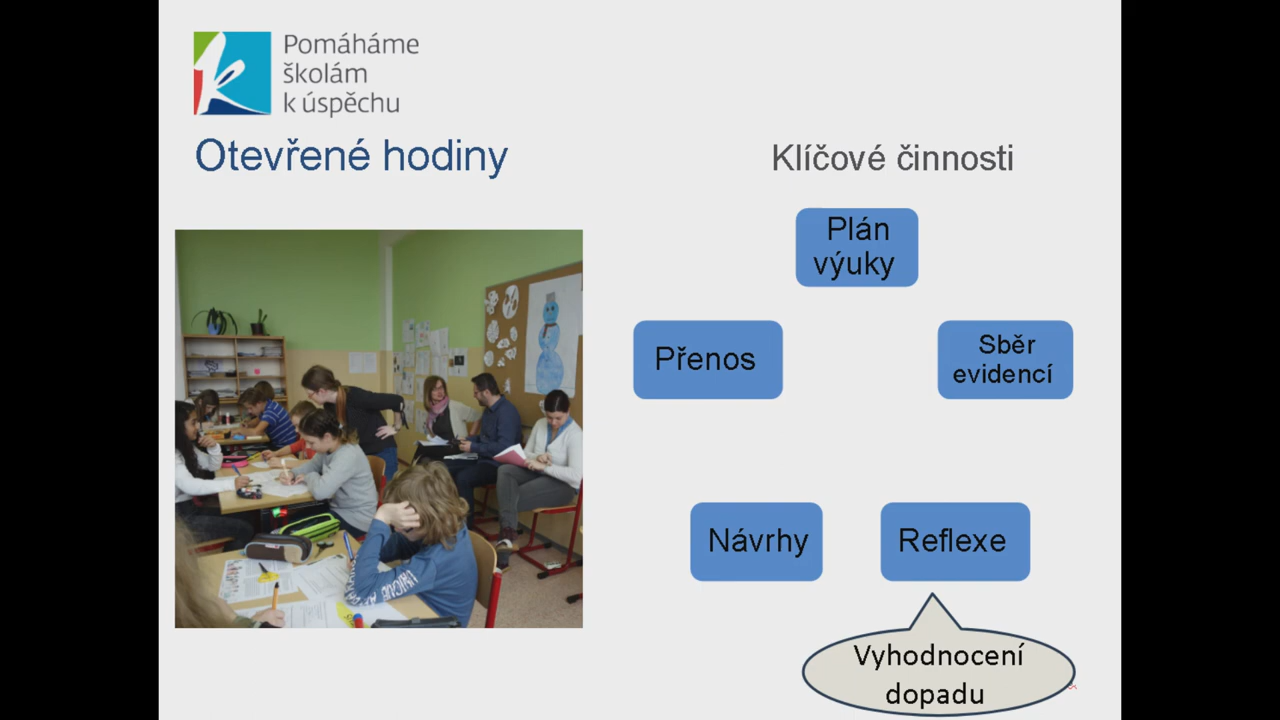 Pomáháme
školám
k úspěchu
Otevřené hodiny
Klíčové činnosti
Plán
výuky
Přenos
Sběr
evidencí
Návrhy
Reflexe
Vyhodnocení
dopadu